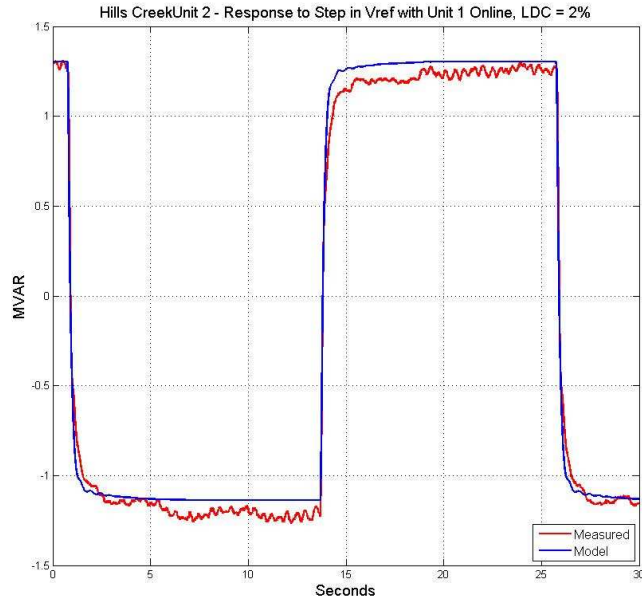 Hills CreekUnit 2 - Response to Step in Vref with Unit 1 Online, LDC = 2%
1.5
1
0.5
0
-0.5
-1
-1.5
MVAR
0 5 10 15 20 25 30
Seconds
Measured
Model